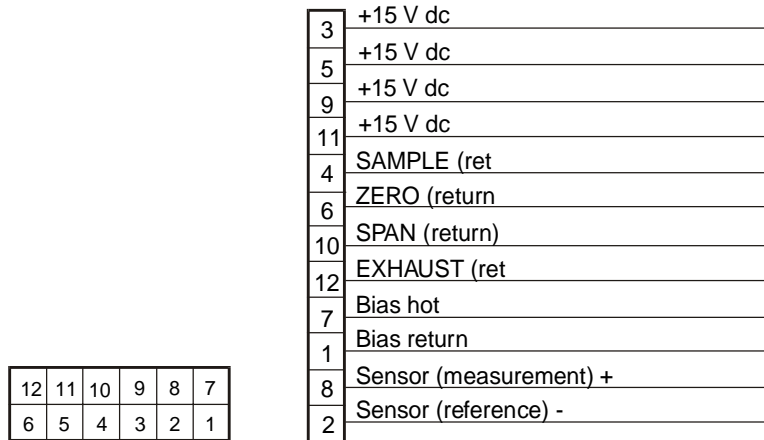 3 +15 V dc
5 +15 V dc
9 +15 V dc
11 +15 V dc
4 SAMPLE (ret
6 ZERO (return
10 SPAN (return)
12 EXHAUST (ret
7 Bias hot
1 Bias return
8 Sensor (measurement) +
2 Sensor (reference) -
12 11 10 9 8 7
6 5 4 3 2 1